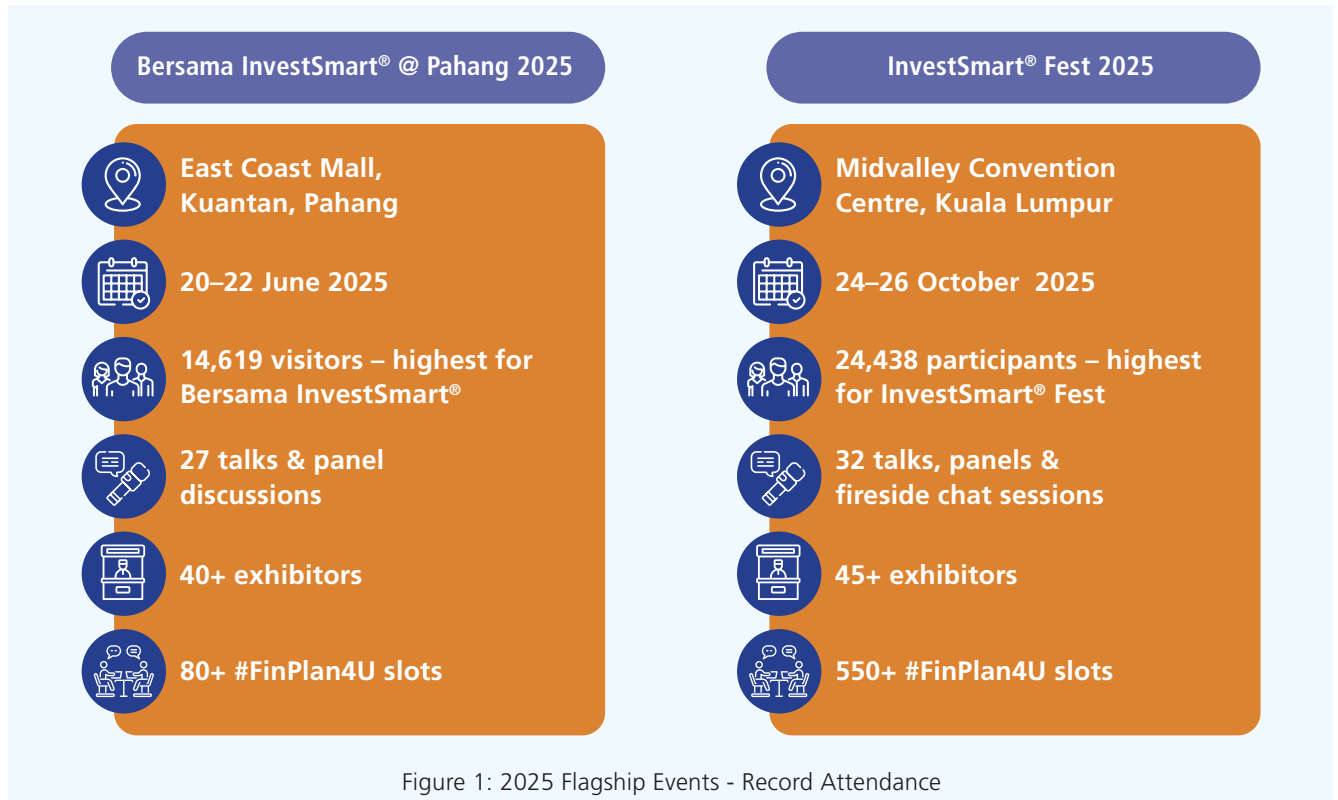 Bersama InvestSmart® @ Pahang 2025
East Coast Mall,
Kuantan, Pahang
20–22 June 2025
14,619 visitors – highest for
Bersama InvestSmart®
27 talks & panel
discussions
40+ exhibitors
80+ #FinPlan4U slots
InvestSmart® Fest 2025
Midvalley Convention
Centre, Kuala Lumpur
24–26 October 2025
24,438 participants – highest
for InvestSmart® Fest
32 talks, panels &
fireside chat sessions
45+ exhibitors
550+ #FinPlan4U slots
Figure 1: 2025 Flagship Events - Record Attendance